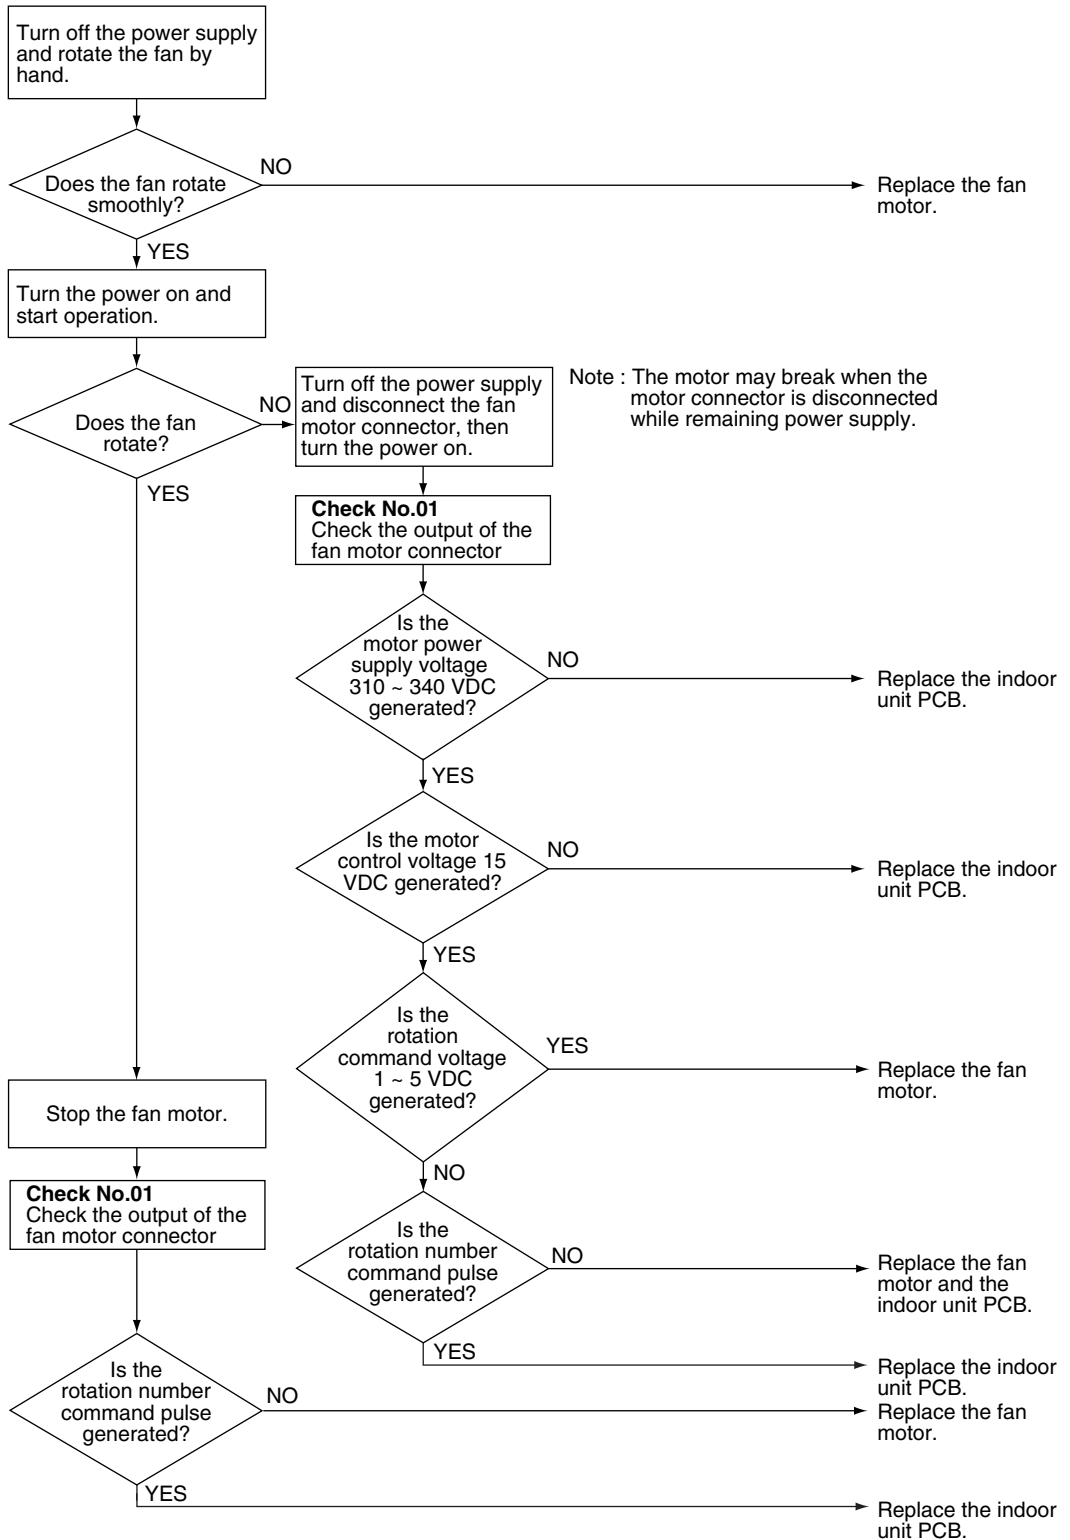 Turn off the power supply
and rotate the fan by
hand.
Does the fan rotate
smoothly?
NO
Replace the fan
motor.
YES
Turn the power on and
start operation.
Does the fan
rotate?
NO
Turn off the power supply
and disconnect the fan
motor connector, then
turn the power on.
Note : The motor may break when the
motor connector is disconnected
while remaining power supply.
YES
Check No.01
Check the output of the
fan motor connector
Is the
motor power
supply voltage
310 ~ 340 VDC
generated?
NO
Replace the indoor
unit PCB.
YES
Is the motor
control voltage 15
VDC generated?
NO
Replace the indoor
unit PCB.
YES
Is the
rotation
command voltage
1 ~ 5 VDC
generated?
YES
Replace the fan
motor.
NO
Is the
rotation number
command pulse
generated?
NO
Replace the fan
motor and the
indoor unit PCB.
YES
Replace the indoor
unit PCB.
Stop the fan motor.
Check No.01
Check the output of the
fan motor connector
Is the
rotation number
command pulse
generated?
NO
Replace the fan
motor.
YES
Replace the indoor
unit PCB.